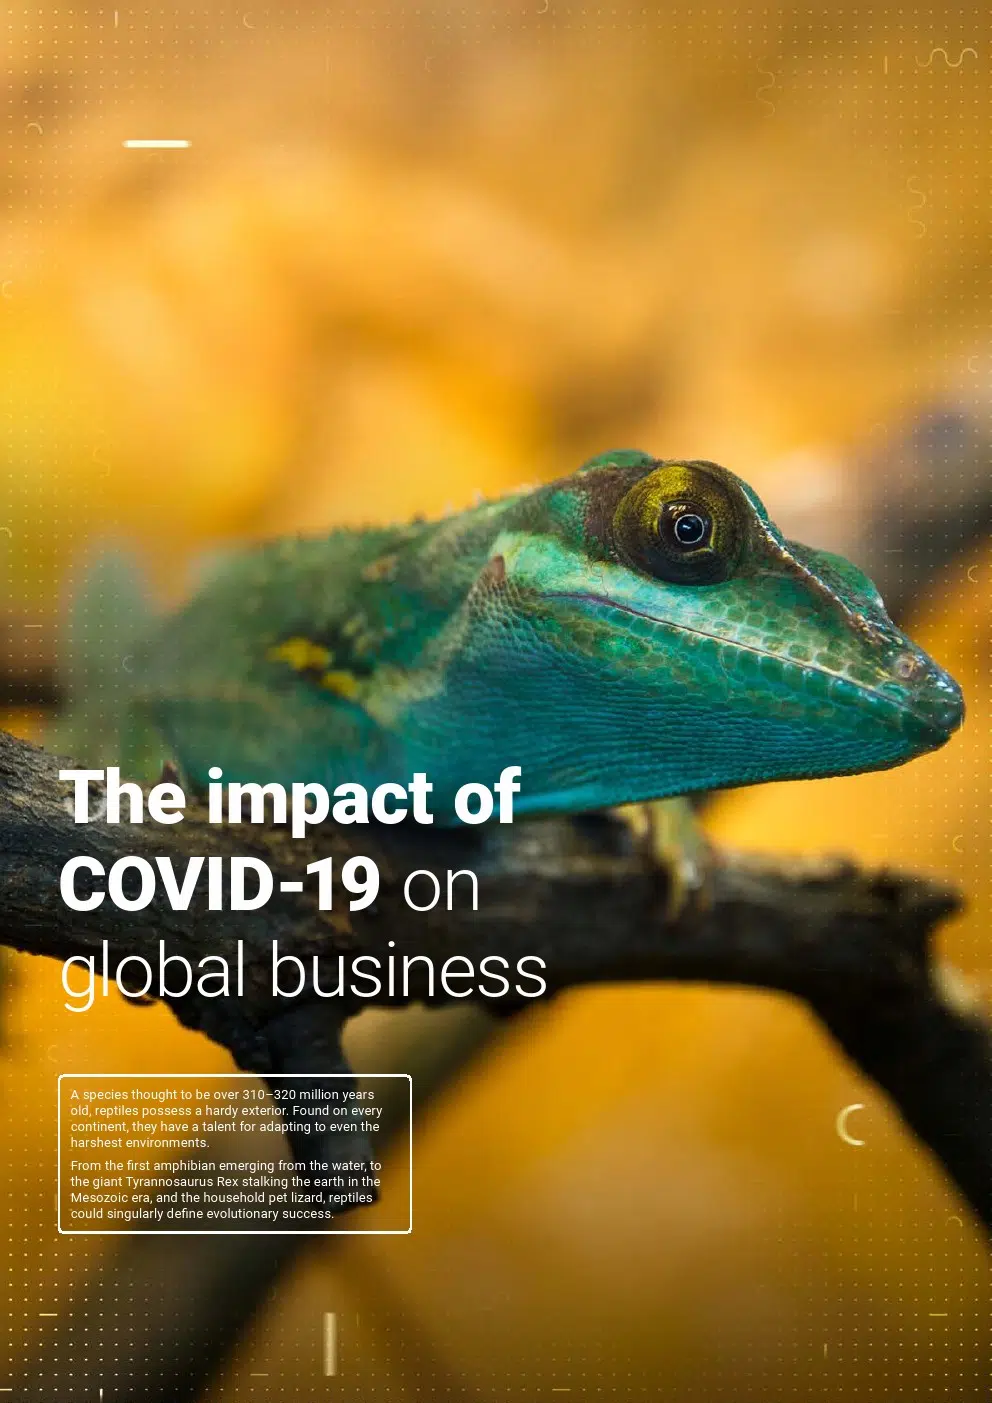 The impact of
COVID-19 on
global business
A species thought to be over 310–320 million years
old, reptiles possess a hardy exterior. Found on every
continent, they have a talent for adapting to even the
harshest environments.
From the first amphibian emerging from the water, to
the giant Tyrannosaurus Rex stalking the earth in the
Mesozoic era, and the household pet lizard, reptiles
could singularly define evolutionary success.